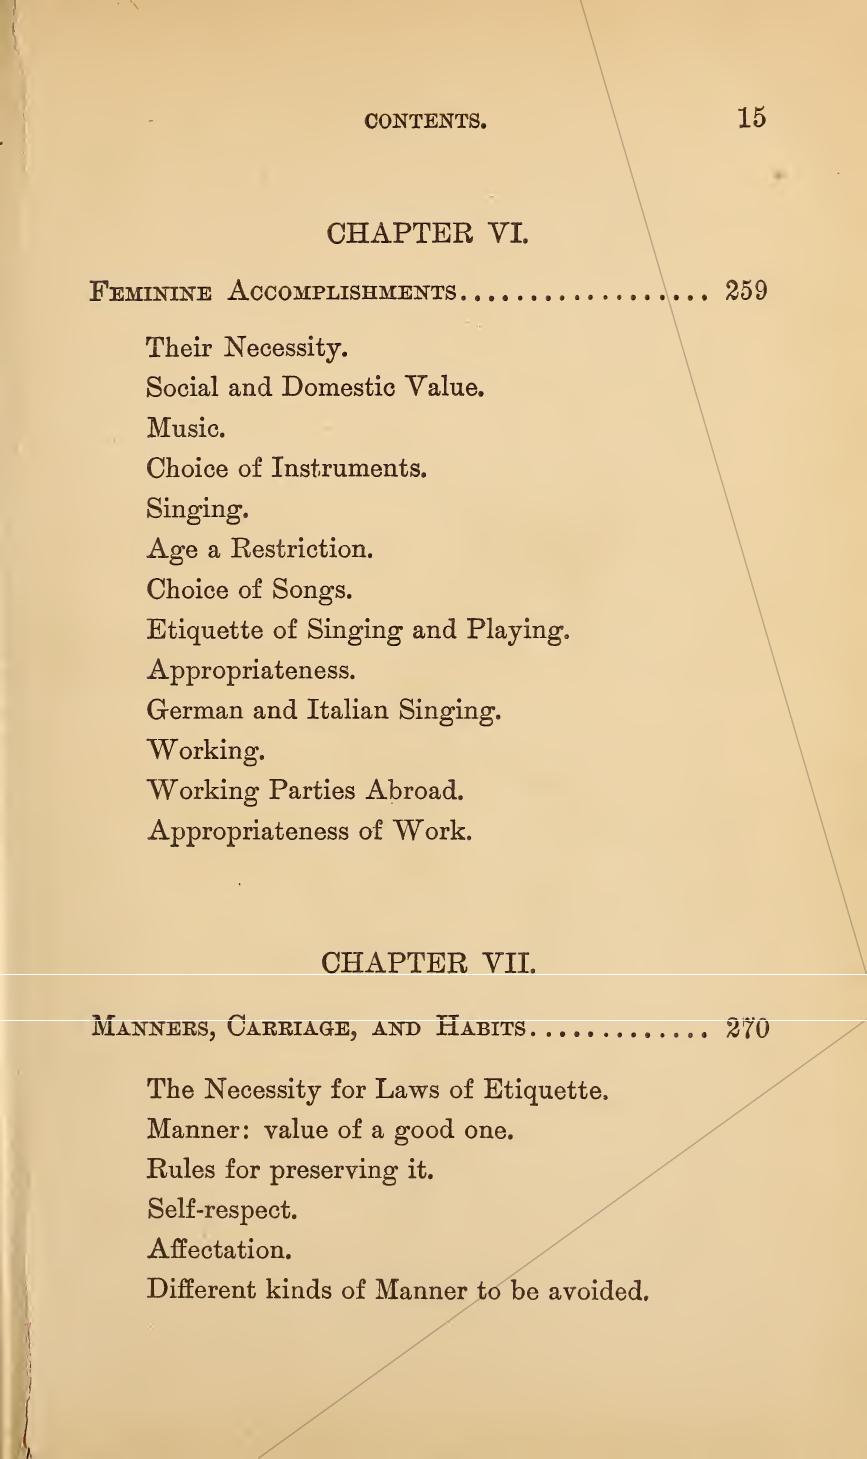 CONTENTS. 15
CHAPTER VI.
FEMININE ACCOMPLISHMENTS.................. 259
Their Necessity.
Social and Domestic Value.
Music.
Choice of Instruments.
Singing.
Age a Restriction.
Choice of Songs.
Etiquette of Singing and Playing.
Appropriateness.
German and Italian Singing.
Working.
Working Parties Abroad.
Appropriateness of Work.
CHAPTER VII.
MANNERS, CARRIAGE, AND HABITS............. 270
The Necessity for Laws of Etiquette.
Manner: value of a good one.
Rules for preserving it.
Self-respect.
Affectation.
Different kinds of Manner to be avoided.